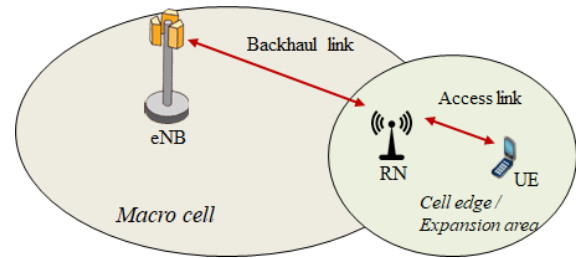 Backhaul link
Access link
eNB
RN
UE
Macro cell
Cell edge /
Expansion area